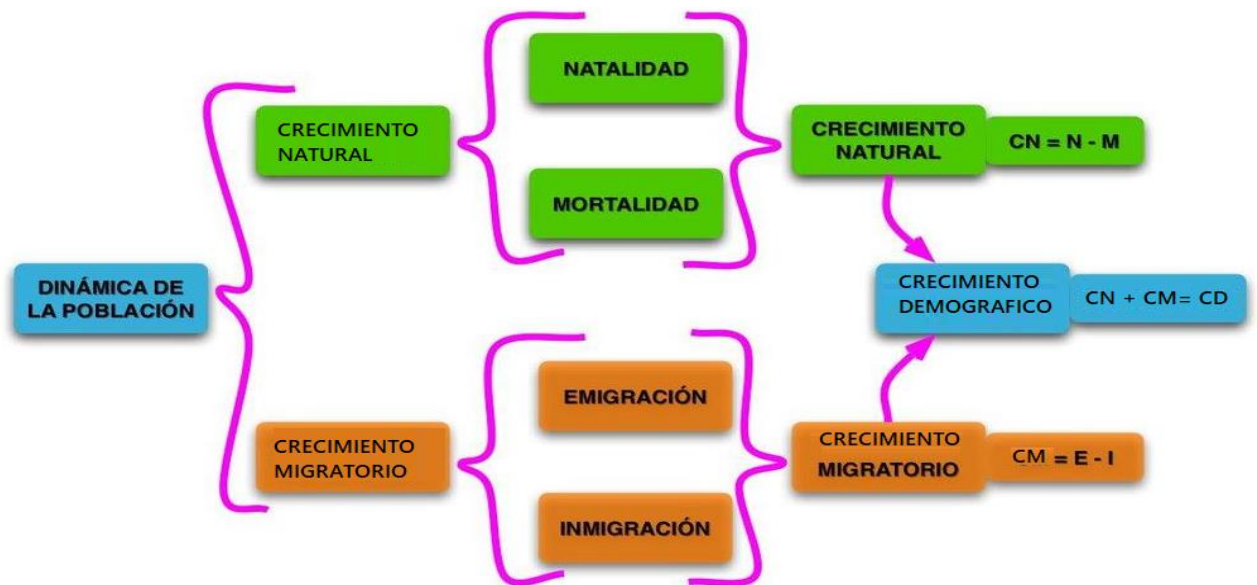 DINÁMICA DE
LA POBLACIÓN
CRECIMIENTO
NATURAL
NATALIDAD
MORTALIDAD
CRECIMIENTO
NATURAL
CN = N - M
CRECIMIENTO
DEMOGRAFICO
CN + CM= CD
CRECIMIENTO
MIGRATORIO
EMIGRACIÓN
INMIGRACIÓN
CRECIMIENTO
MIGRATORIO
CM = E - I